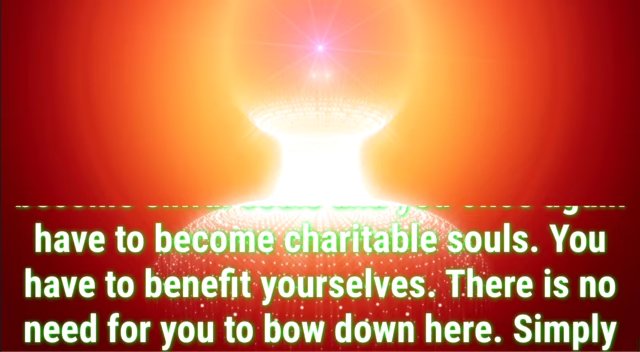 have to become charitable souls. You
have to benefit yourselves. There is no
need for you to bow down here. Simply